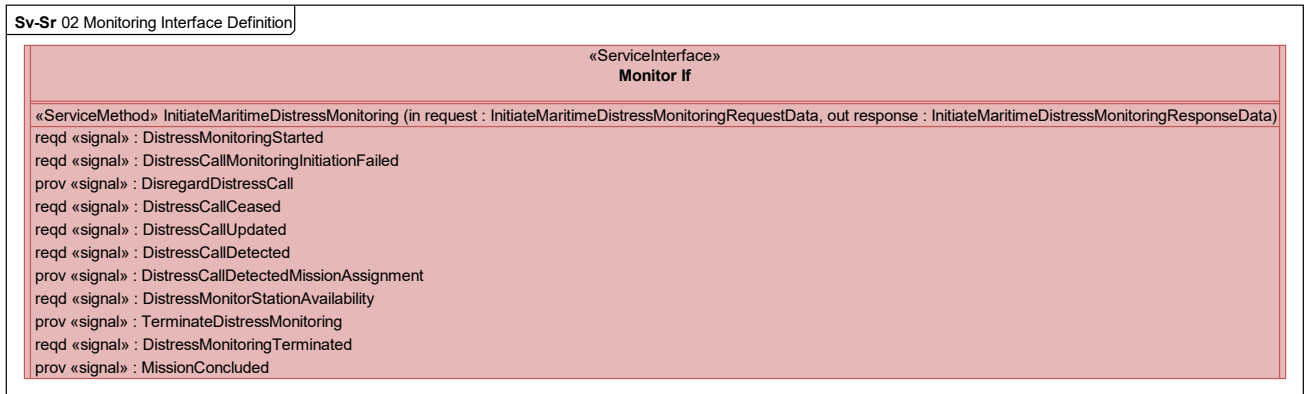 Sv-Sr 02 Monitoring Interface Definition
«ServiceInterface»
Monitor If
«ServiceMethod» InitiateMaritimeDistressMonitoring (in request : InitiateMaritimeDistressMonitoringRequestData, out response : InitiateMaritimeDistressMonitoringResponseData)
reqd «signal» : DistressMonitoringStarted
reqd «signal» : DistressCallMonitoringInitiationFailed
prov «signal» : DisregardDistressCall
reqd «signal» : DistressCallCeased
reqd «signal» : DistressCallUpdated
reqd «signal» : DistressCallDetected
prov «signal» : DistressCallDetectedMissionAssignment
reqd «signal» : DistressMonitorStationAvailability
prov «signal» : TerminateDistressMonitoring
reqd «signal» : DistressMonitoringTerminated
prov «signal» : MissionConcluded